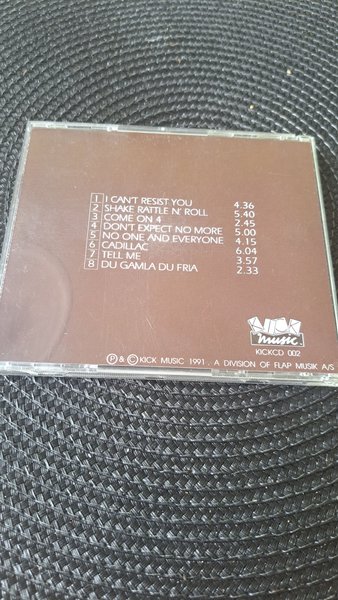 1 I CAN'T RESIST YOU 4.36
2 SHAKE RATTLE N' ROLL 5.40
3 COME ON 4 2.45
4 DON'T EXPECT NO MORE 5.00
5 NO ONE AND EVERYONE 4.15
6 CADILLAC 6.30
7 TELL ME 3.57
8 DU GAMLA DU FRIA 2.33
KICK
music
KICKCD 002
Ⓟ & © KICK MUSIC 1991. A DIVISION OF FLAP MUSIK A/S